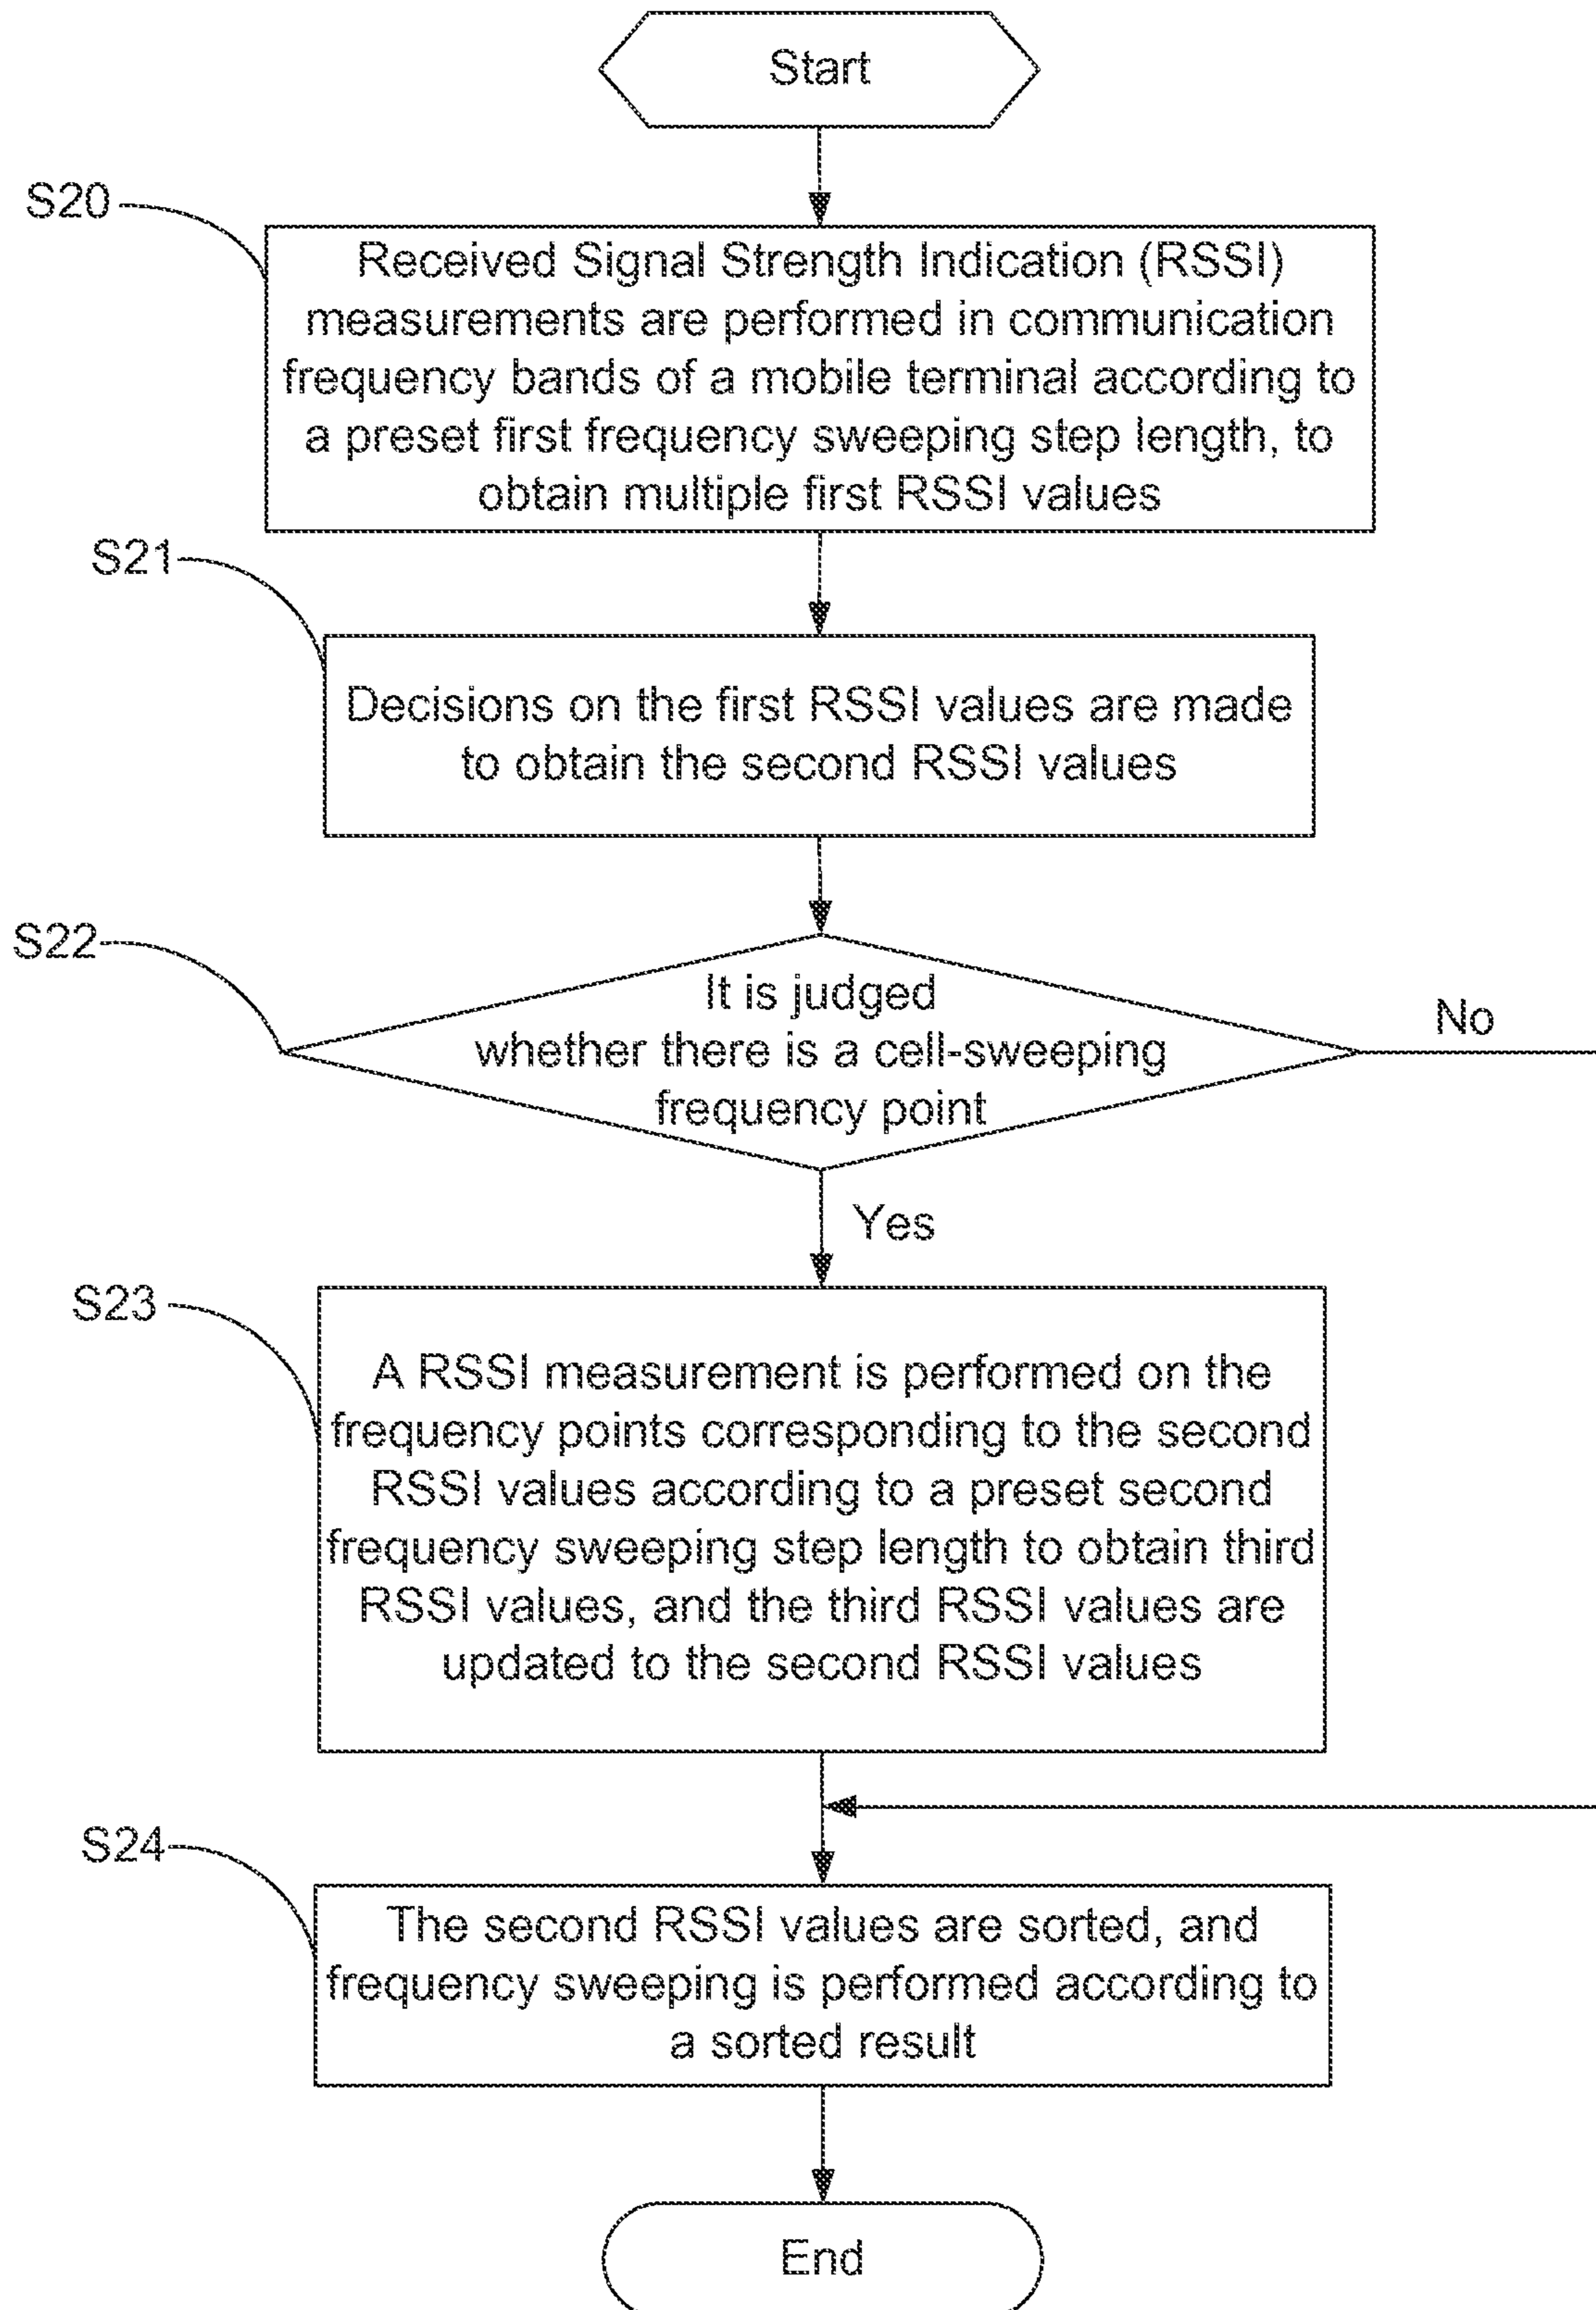 Start
S20
Received Signal Strength Indication (RSSI)
measurements are performed in communication
frequency bands of a mobile terminal according to
a preset first frequency sweeping step length, to
obtain multiple first RSSI values
S21
Decisions on the first RSSI values are made
to obtain the second RSSI values
S22
It is judged
whether there is a cell-sweeping
frequency point
No
Yes
S23
A RSSI measurement is performed on the
frequency points corresponding to the second
RSSI values according to a preset second
frequency sweeping step length to obtain third
RSSI values, and the third RSSI values are
updated to the second RSSI values
S24
The second RSSI values are sorted, and
frequency sweeping is performed according to
a sorted result
End